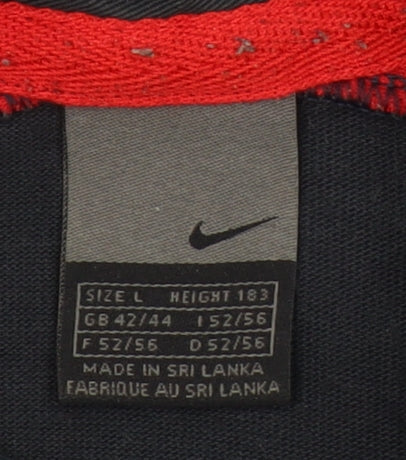 SIZE L HEIGHT 183
GB 42/44 I 52/56
F 52/56 D 52/56
MADE IN SRI LANKA
FABRIQUE AU SRI LANKA